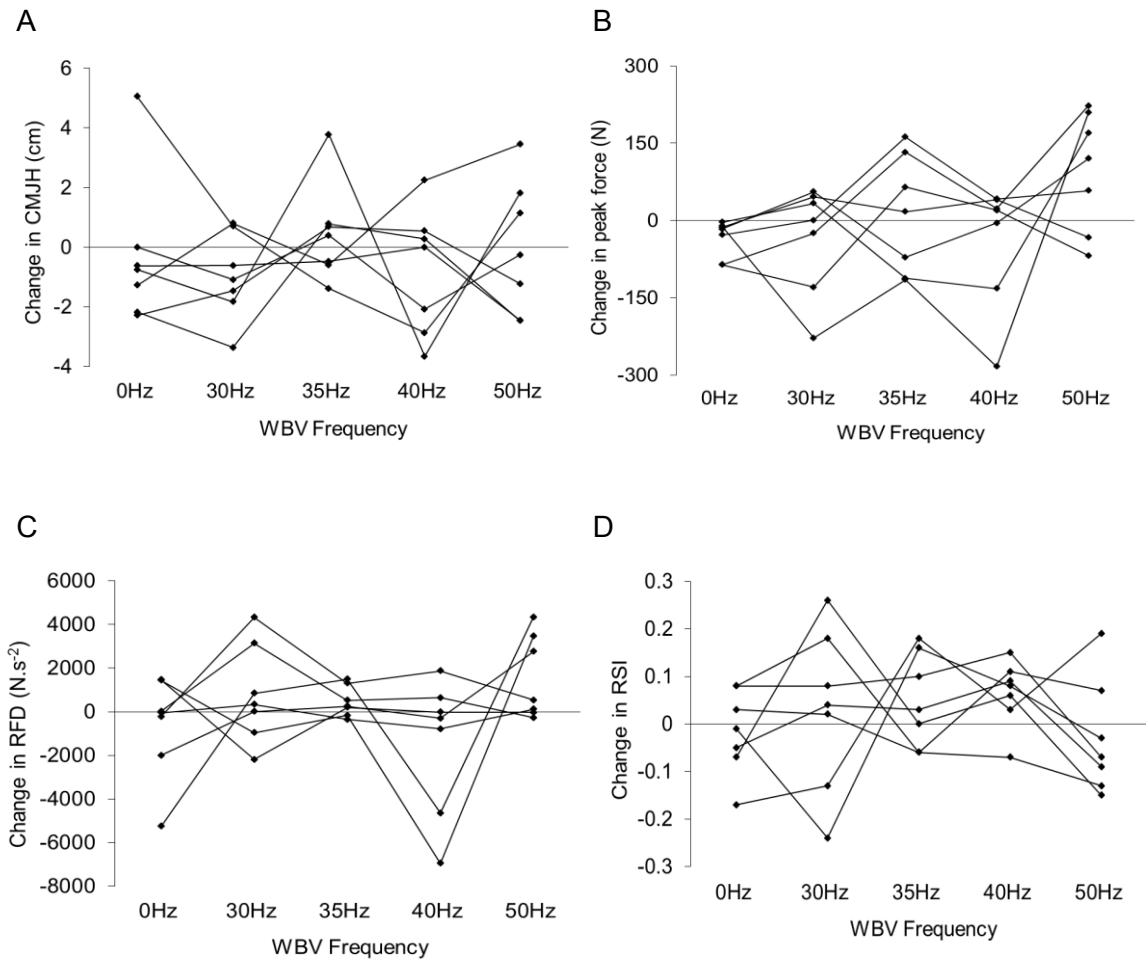 A
6
4
2
0
-2
-4
Change in CMJH (cm)
0Hz 30Hz 35Hz 40Hz 50Hz
WBV Frequency
B
300
150
0
-150
-300
Change in peak force (N)
0Hz 30Hz 35Hz 40Hz 50Hz
WBV Frequency
C
6000
4000
2000
0
-2000
-4000
-6000
-8000
Change in RFD (N.s-2)
0Hz 30Hz 35Hz 40Hz 50Hz
WBV Frequency
D
0.3
0.2
0.1
0
-0.1
-0.2
-0.3
Change in RSI
0Hz 30Hz 35Hz 40Hz 50Hz
WBV Frequency